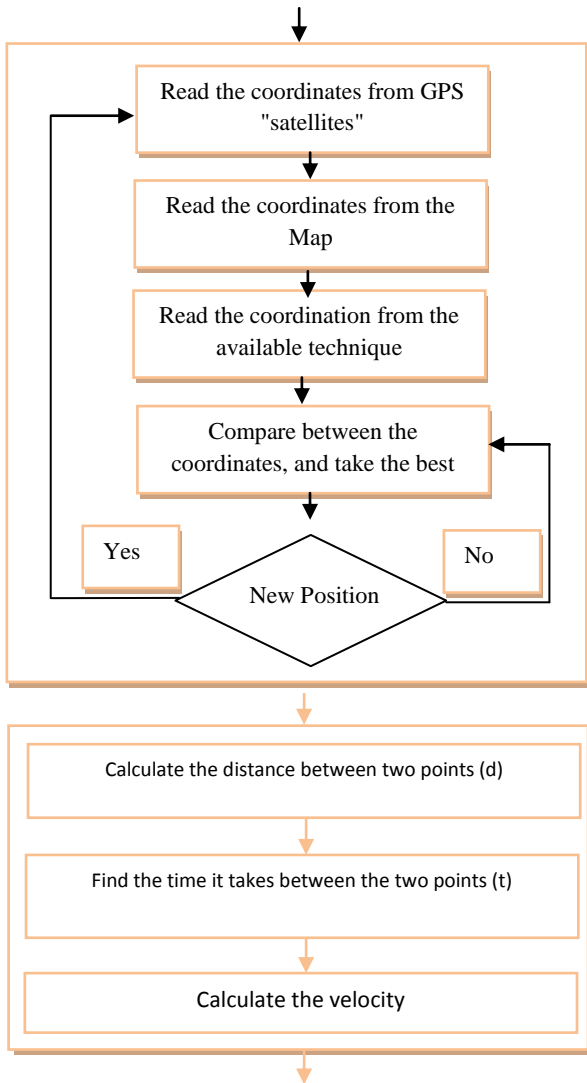 Read the coordinates from GPS
"satellites"
Read the coordinates from the
Map
Read the coordination from the
available technique
Compare between the
coordinates, and take the best
Yes
No
New Position
Calculate the distance between two points (d)
Find the time it takes between the two points (t)
Calculate the velocity